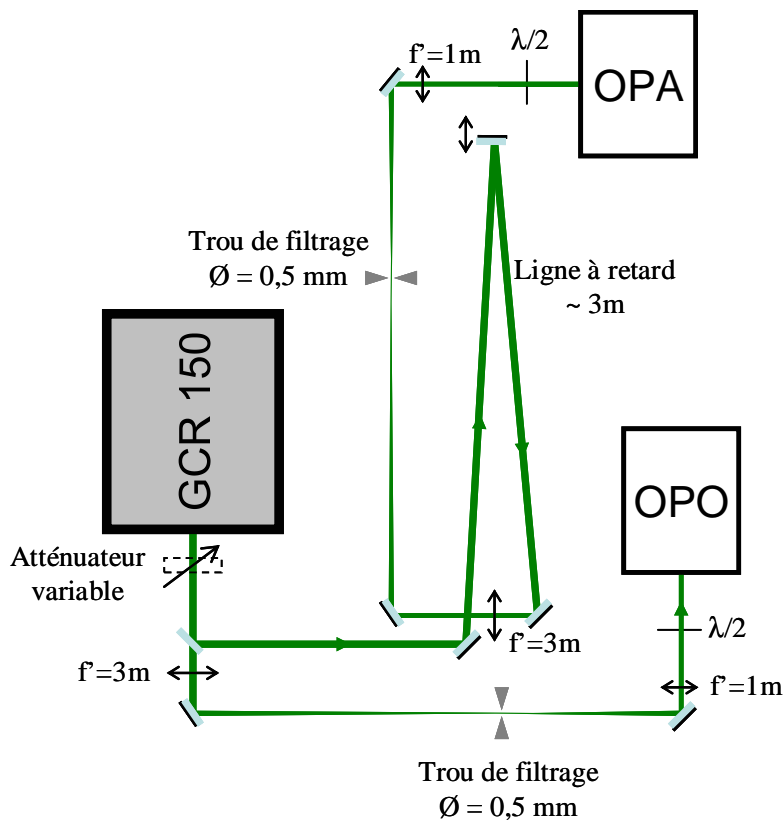 f'=1m
λ/2
OPA
Trou de filtrage
Ø = 0,5 mm
Ligne à retard
~ 3m
GCR 150
OPO
Atténuateur
variable
f'=3m
f'=3m
λ/2
f'=1m
Trou de filtrage
Ø = 0,5 mm